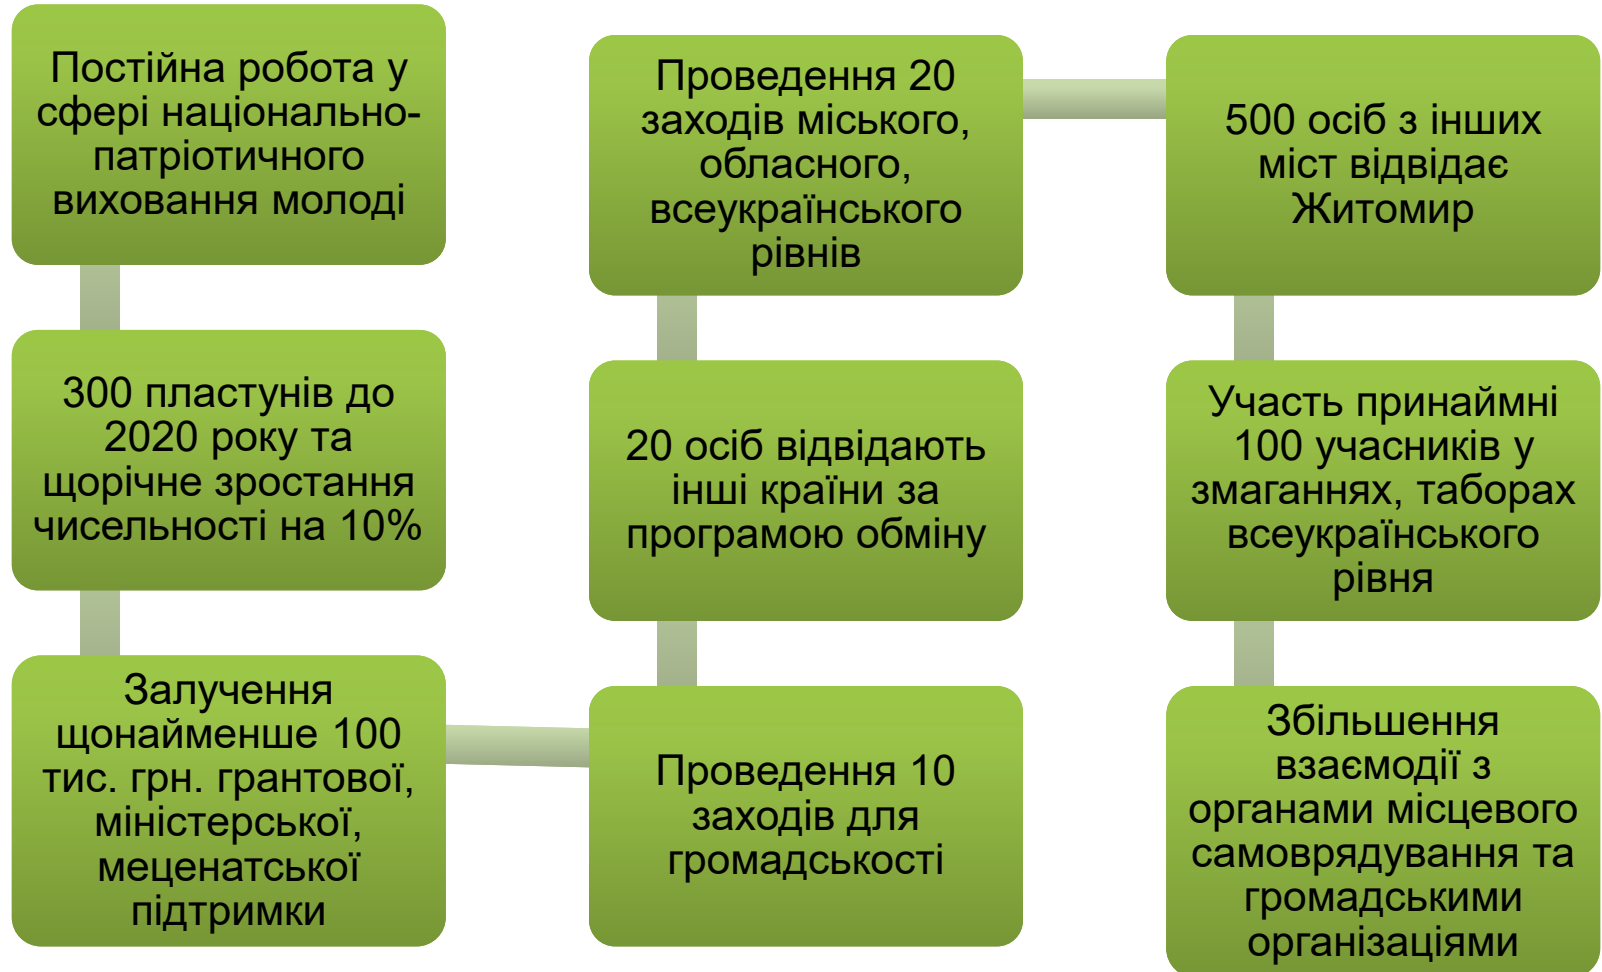 Постійна робота у
сфері національно-
патріотичного
виховання молоді
300 пластунів до
2020 року та
щорічне зростання
чисельності на 10%
Залучення
щонайменше 100
тис. грн. грантової,
міністерської,
меценатської
підтримки
Проведення 10
заходів для
громадськості
20 осіб відвідають
інші країни за
програмою обміну
Проведення 20
заходів міського,
обласного,
всеукраїнського
рівнів
500 осіб з інших
міст відвідає
Житомир
Участь принаймні
100 учасників у
змаганнях, таборах
всеукраїнського
рівня
Збільшення
взаємодії з
органами місцевого
самоврядування та
громадськими
організаціями